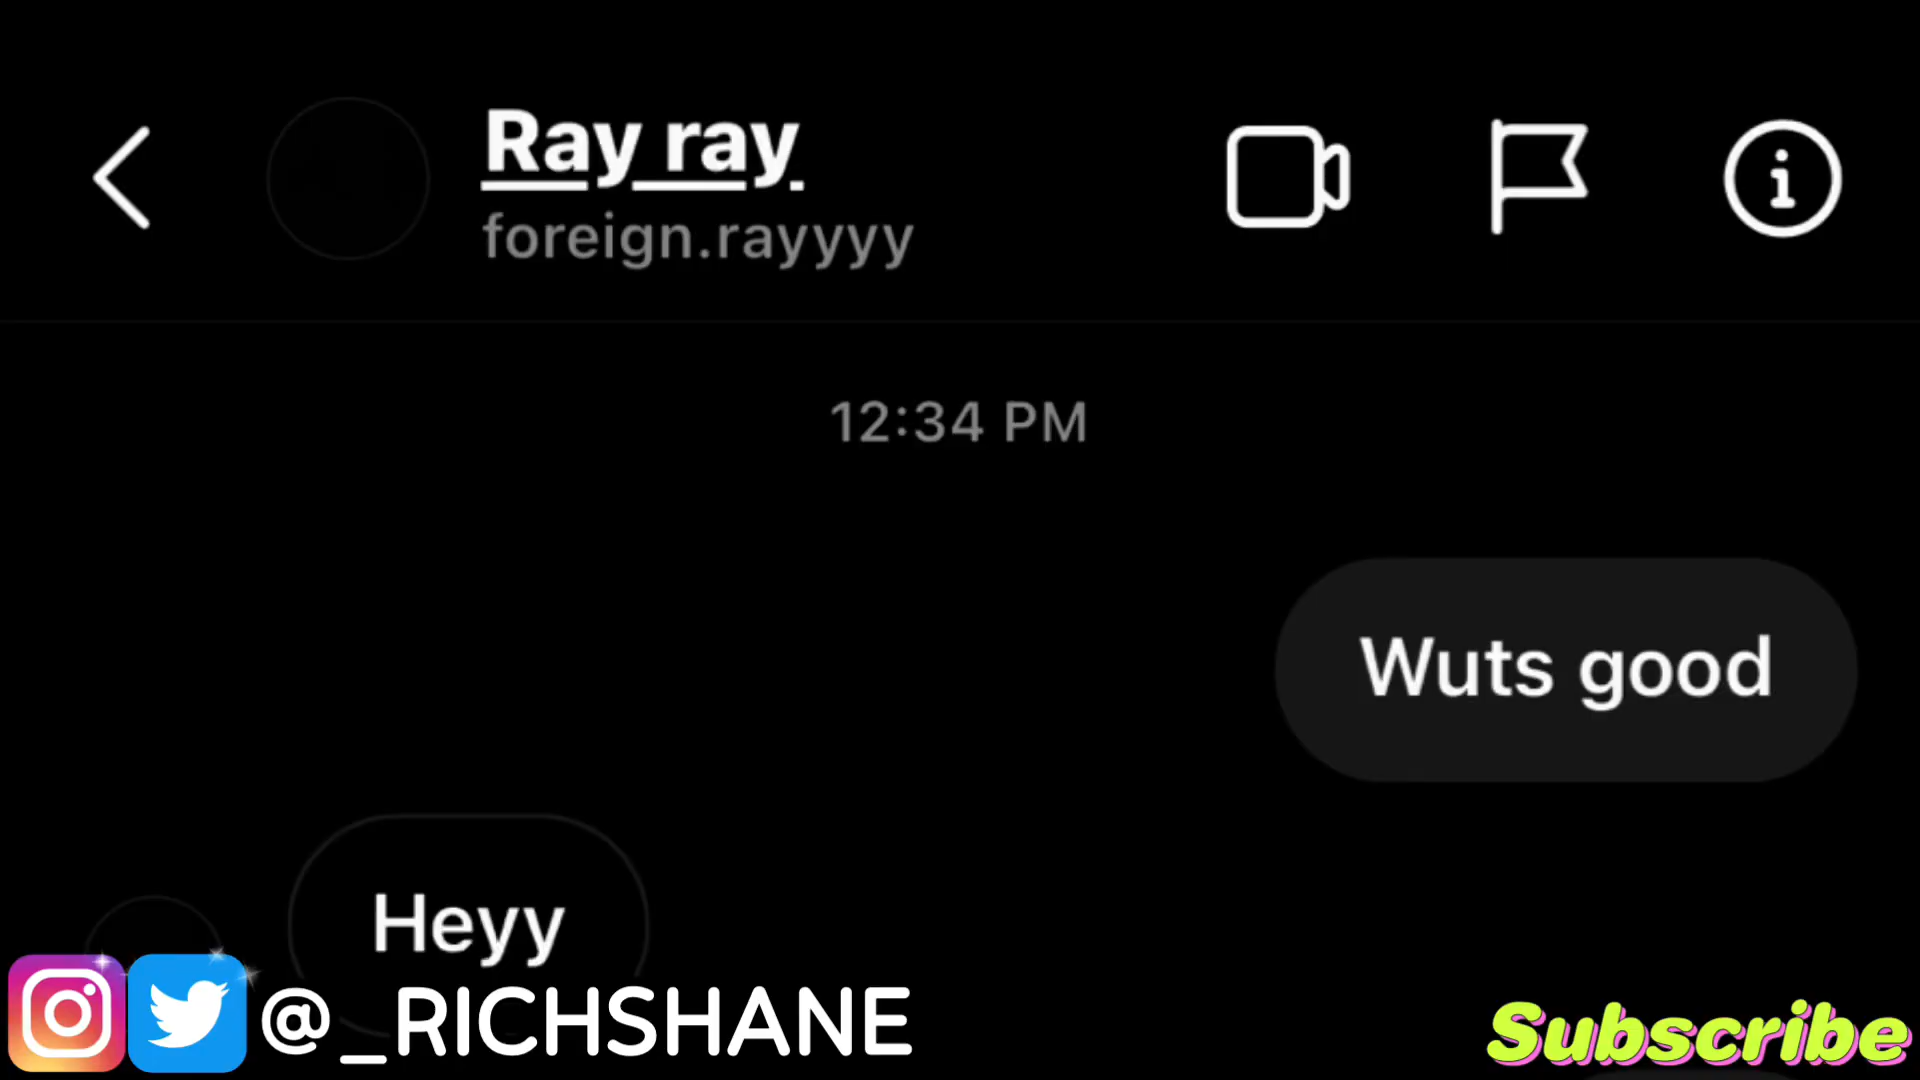 Ray ray
foreign.rayyyy
12:34 PM
Wuts good
Heyy
@_RICHSHANE
Subscribe